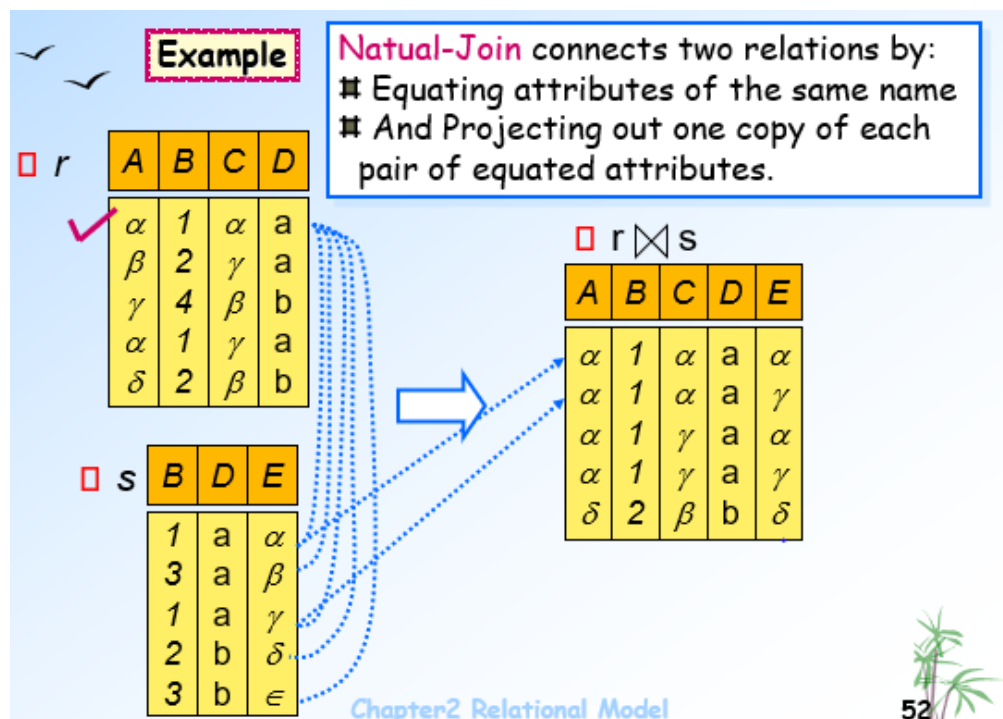 Example
Natual-Join connects two relations by:
Equating attributes of the same name
And Projecting out one copy of each
pair of equated attributes.
r
A B C D
α 1 α a
β 2 γ a
γ 4 β b
α 1 γ a
δ 2 β b
s
B D E
1 a α
3 a β
1 a γ
2 b δ
3 b ∈
r ⋈ s
A B C D E
α 1 α a α
α 1 α a γ
α 1 γ a α
α 1 γ a γ
δ 2 β b δ
Chapter2 Relational Model
52